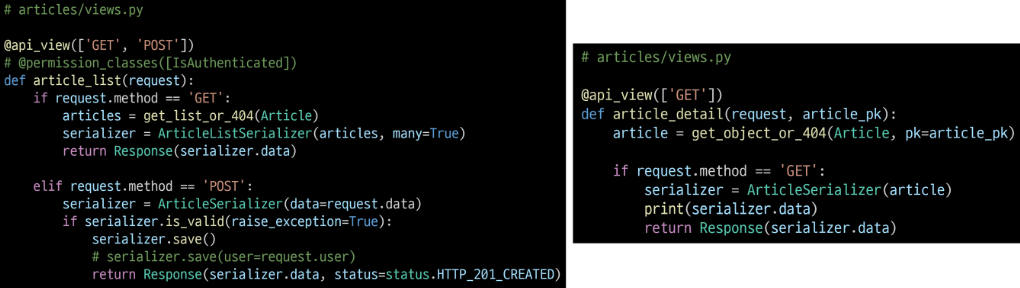 # articles/views.py
@api_view(['GET', 'POST'])
# @permission_classes([IsAuthenticated])
def article_list(request):
    if request.method == 'GET':
        articles = get_list_or_404(Article)
        serializer = ArticleListSerializer(articles, many=True)
        return Response(serializer.data)
    elif request.method == 'POST':
        serializer = ArticleSerializer(data=request.data)
        if serializer.is_valid(raise_exception=True):
            serializer.save()
            # serializer.save(user=request.user)
            return Response(serializer.data, status=status.HTTP_201_CREATED)
# articles/views.py
@api_view(['GET'])
def article_detail(request, article_pk):
    article = get_object_or_404(Article, pk=article_pk)
    if request.method == 'GET':
        serializer = ArticleSerializer(article)
        print(serializer.data)
        return Response(serializer.data)